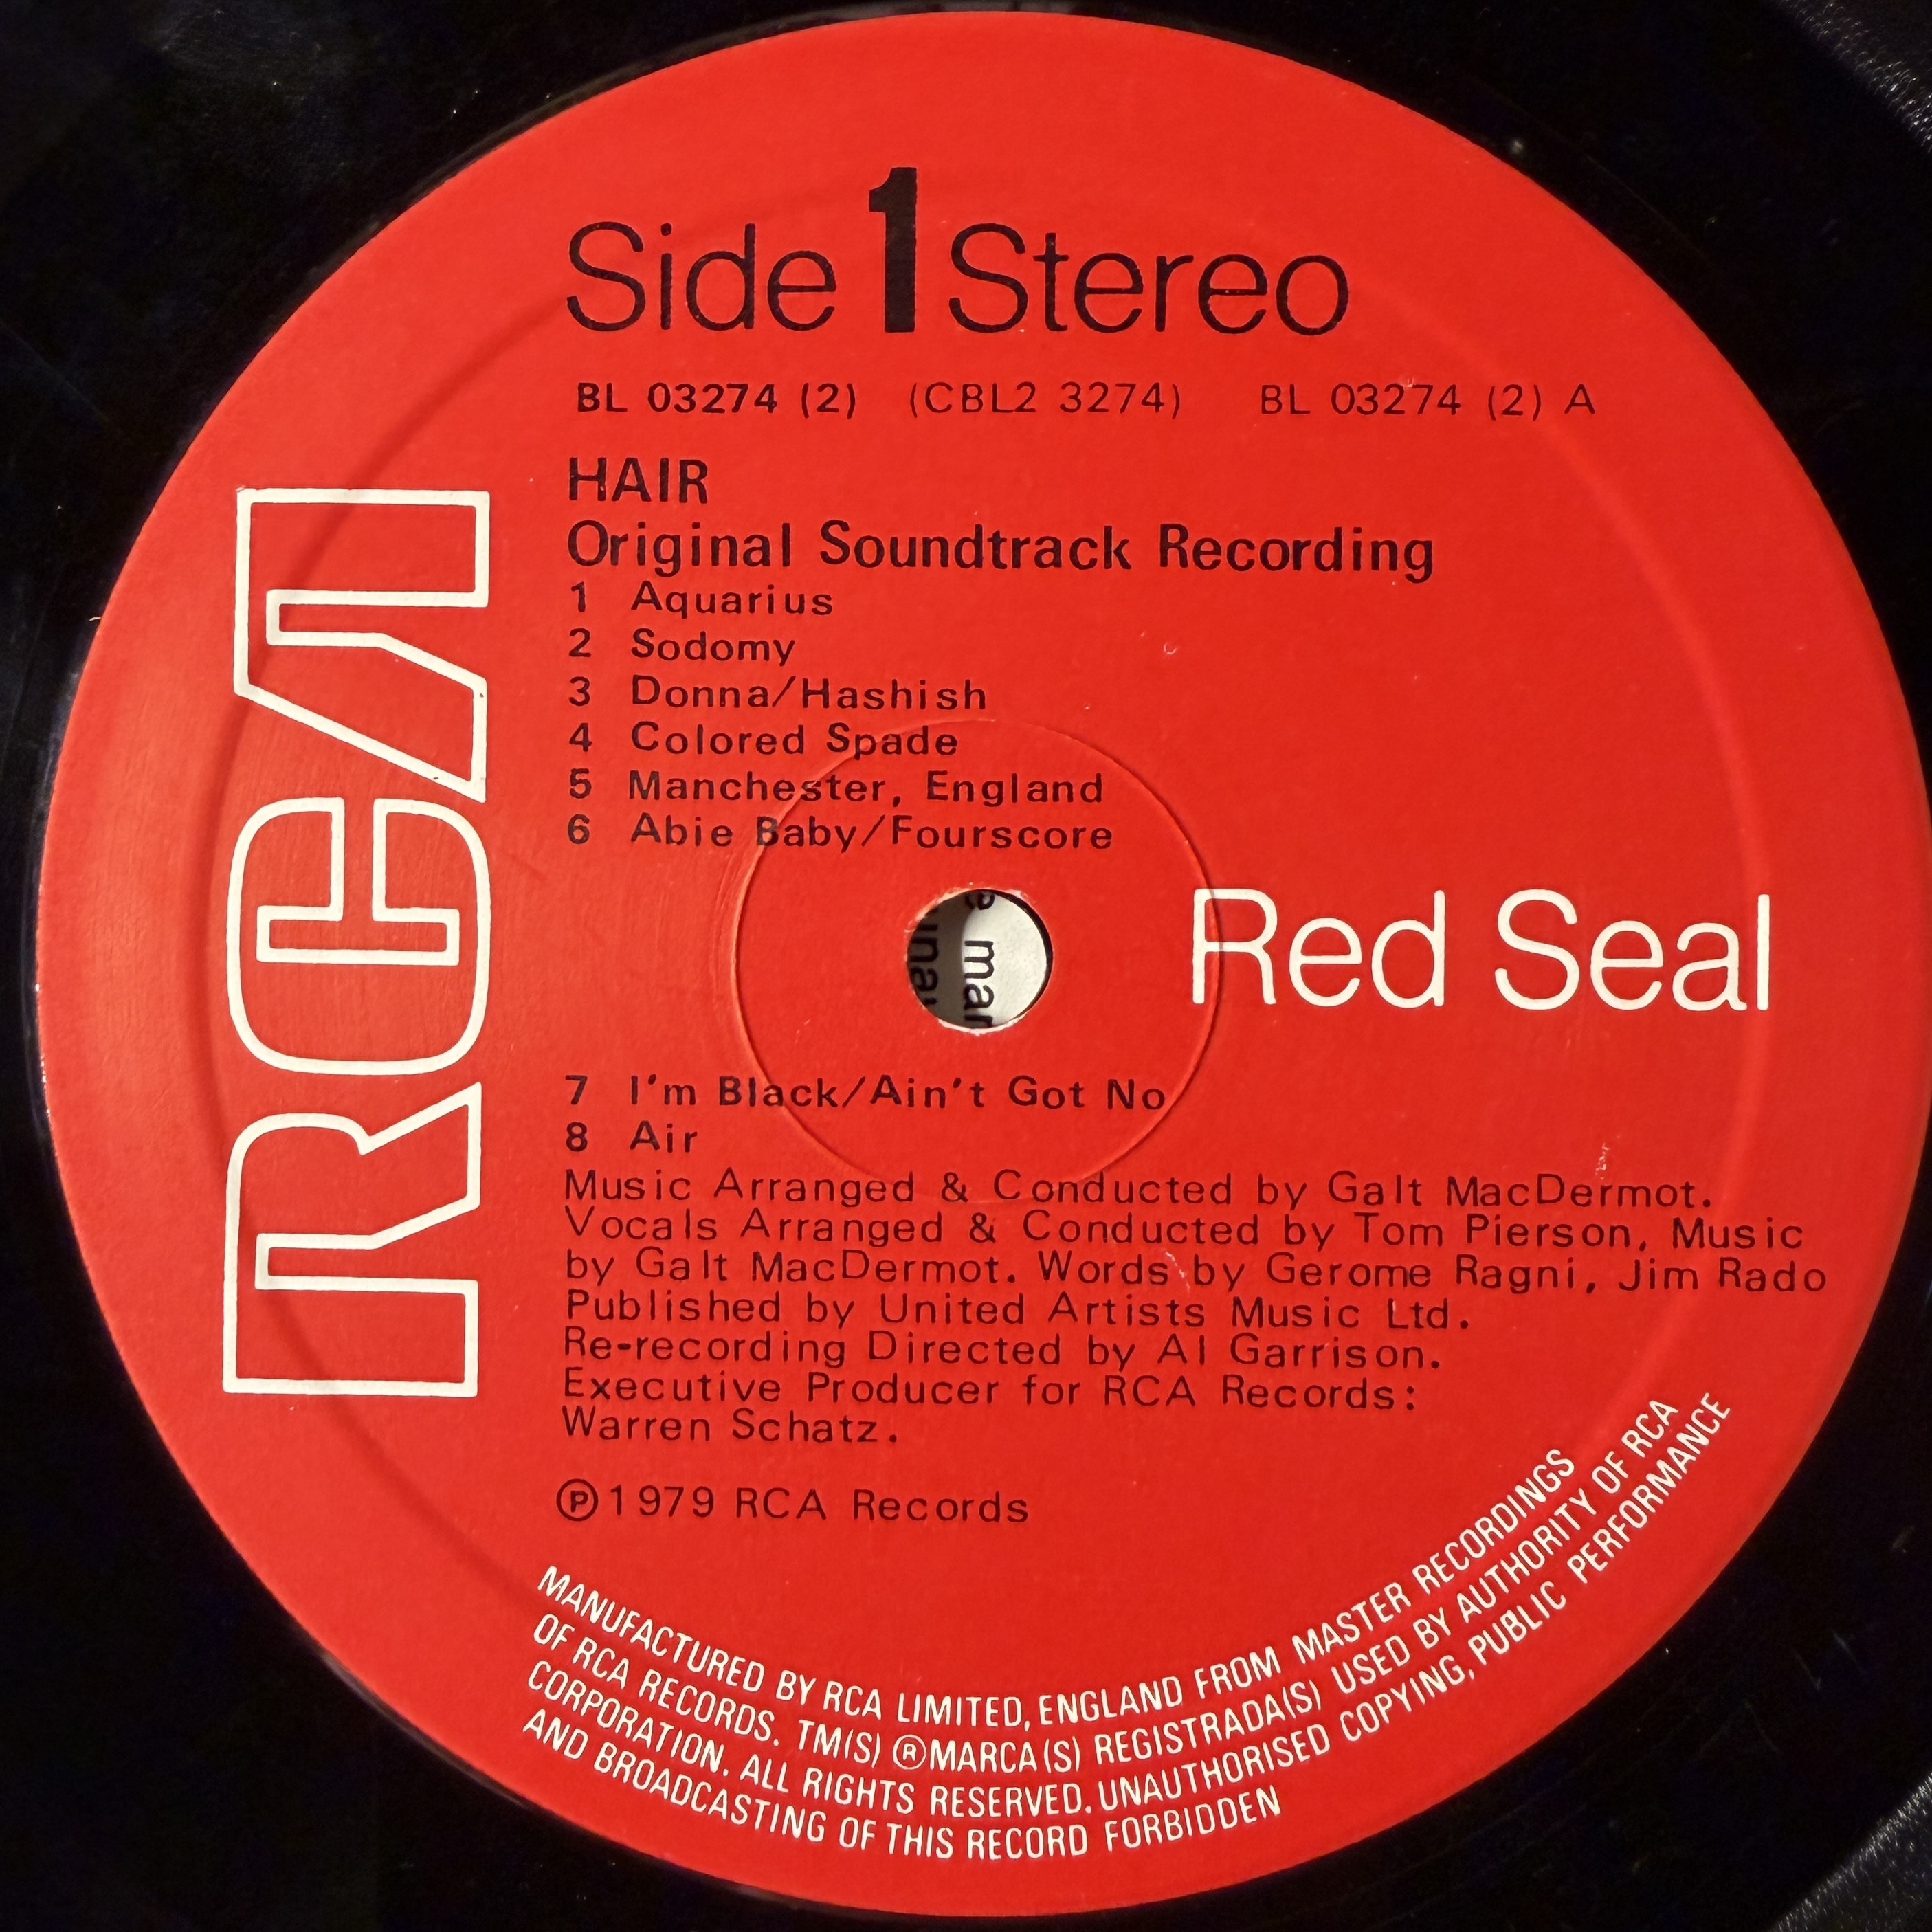 Side 1 Stereo
BL 03274 (2) (CBL2 3274) BL 03274 (2) A
HAIR
Original Soundtrack Recording
1 Aquarius
2 Sodomy
3 Donna/Hashish
4 Colored Spade
5 Manchester, England
6 Abie Baby/Fourscore
RCA
Red Seal
7 I'm Black/Ain't Got No
8 Air
Music Arranged & Conducted by Galt MacDermot.
Vocals Arranged & Conducted by Tom Pierson, Music
by Galt MacDermot. Words by Gerome Ragni, Jim Rado
Published by United Artists Music Ltd.
Re-recording Directed by Al Garrison.
Executive Producer for RCA Records:
Warren Schatz.
Ⓟ1979 RCA Records
MANUFACTURED BY RCA LIMITED, ENGLAND FROM MASTER RECORDINGS
OF RCA RECORDS. TM(S) ®MARCA(S) REGISTRADA(S) USED BY AUTHORITY OF RCA
CORPORATION. ALL RIGHTS RESERVED. UNAUTHORISED COPYING, PUBLIC PERFORMANCE
AND BROADCASTING OF THIS RECORD FORBIDDEN